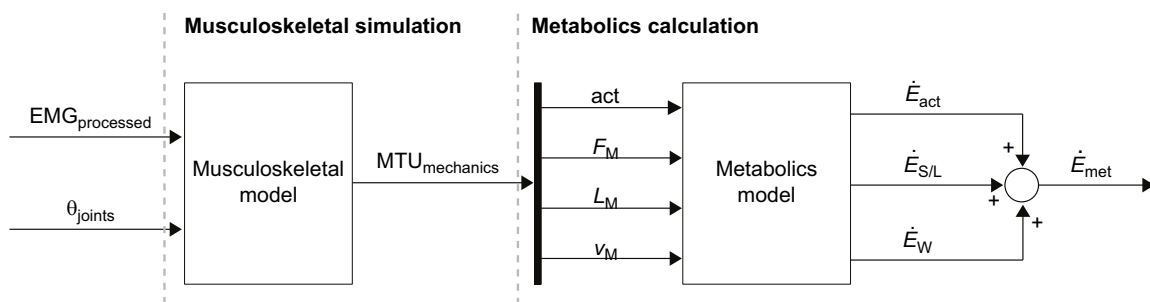 Musculoskeletal simulation
Metabolics calculation
EMG_processed
θ_joints
Musculoskeletal
model
MTU_mechanics
act
F_M
L_M
v_M
Metabolics
model
Ė_act
Ė_S/L
Ė_W
+
+
+
Ė_met